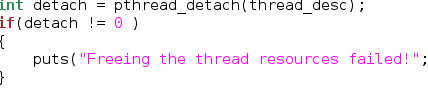 int detach = pthread_detach(thread_desc);
if(detach != 0 )
{
    puts("Freeing the thread resources failed!";
}